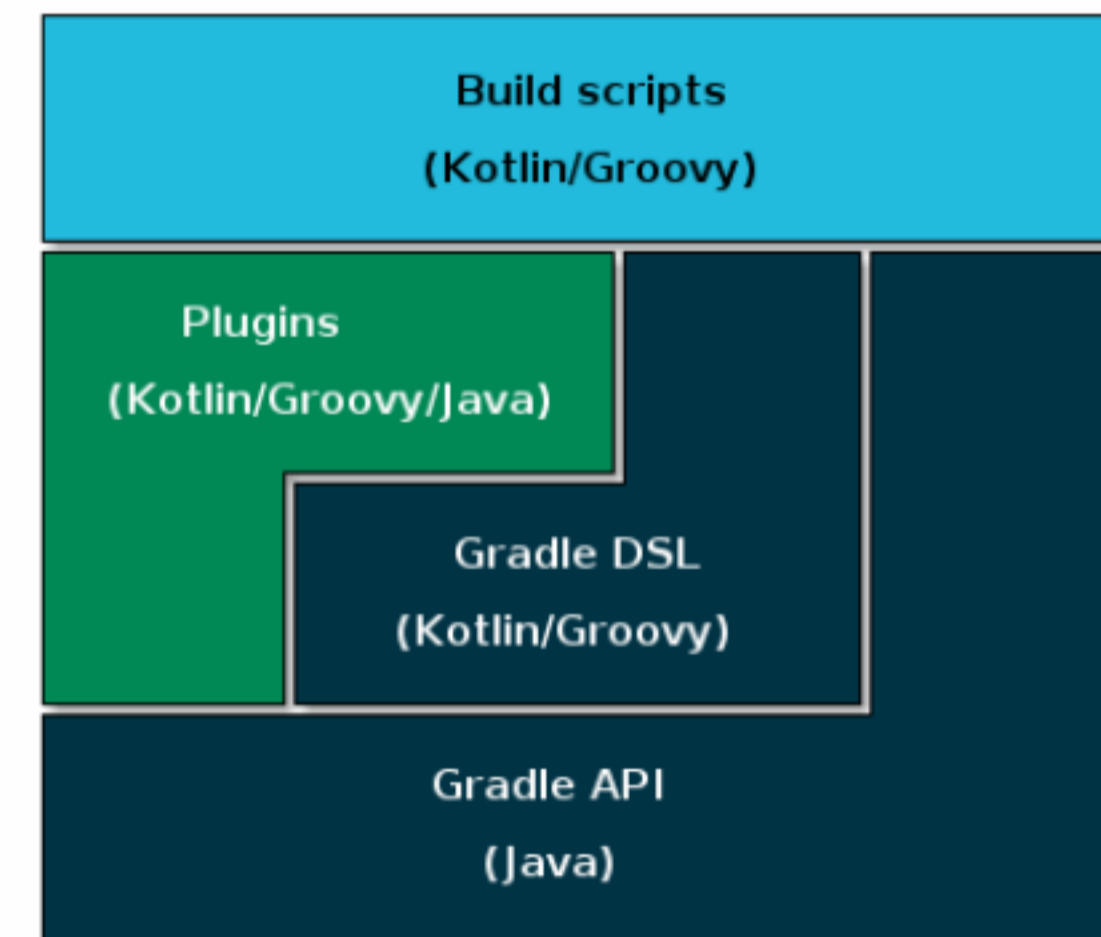 Build scripts
(Kotlin/Groovy)
Plugins
(Kotlin/Groovy/Java)
Gradle DSL
(Kotlin/Groovy)
Gradle API
(Java)